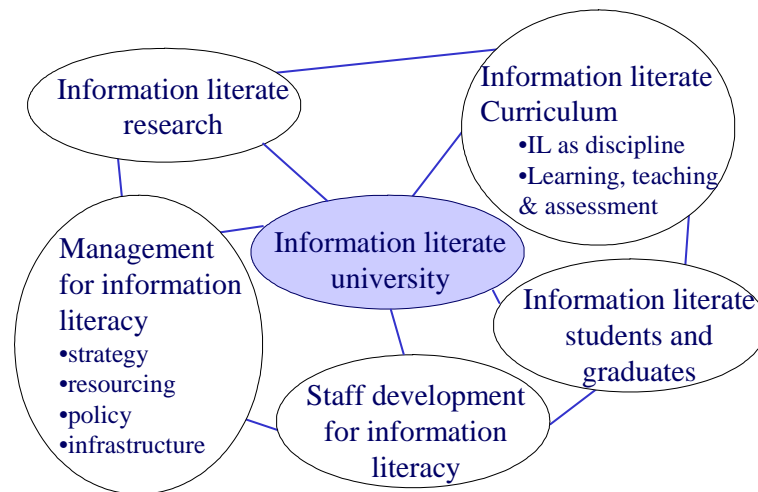 Information literate
research
Information literate
Curriculum
•IL as discipline
•Learning, teaching
& assessment
Information literate
university
Management
for information
literacy
•strategy
•resourcing
•policy
•infrastructure
Information literate
students and
graduates
Staff development
for information
literacy